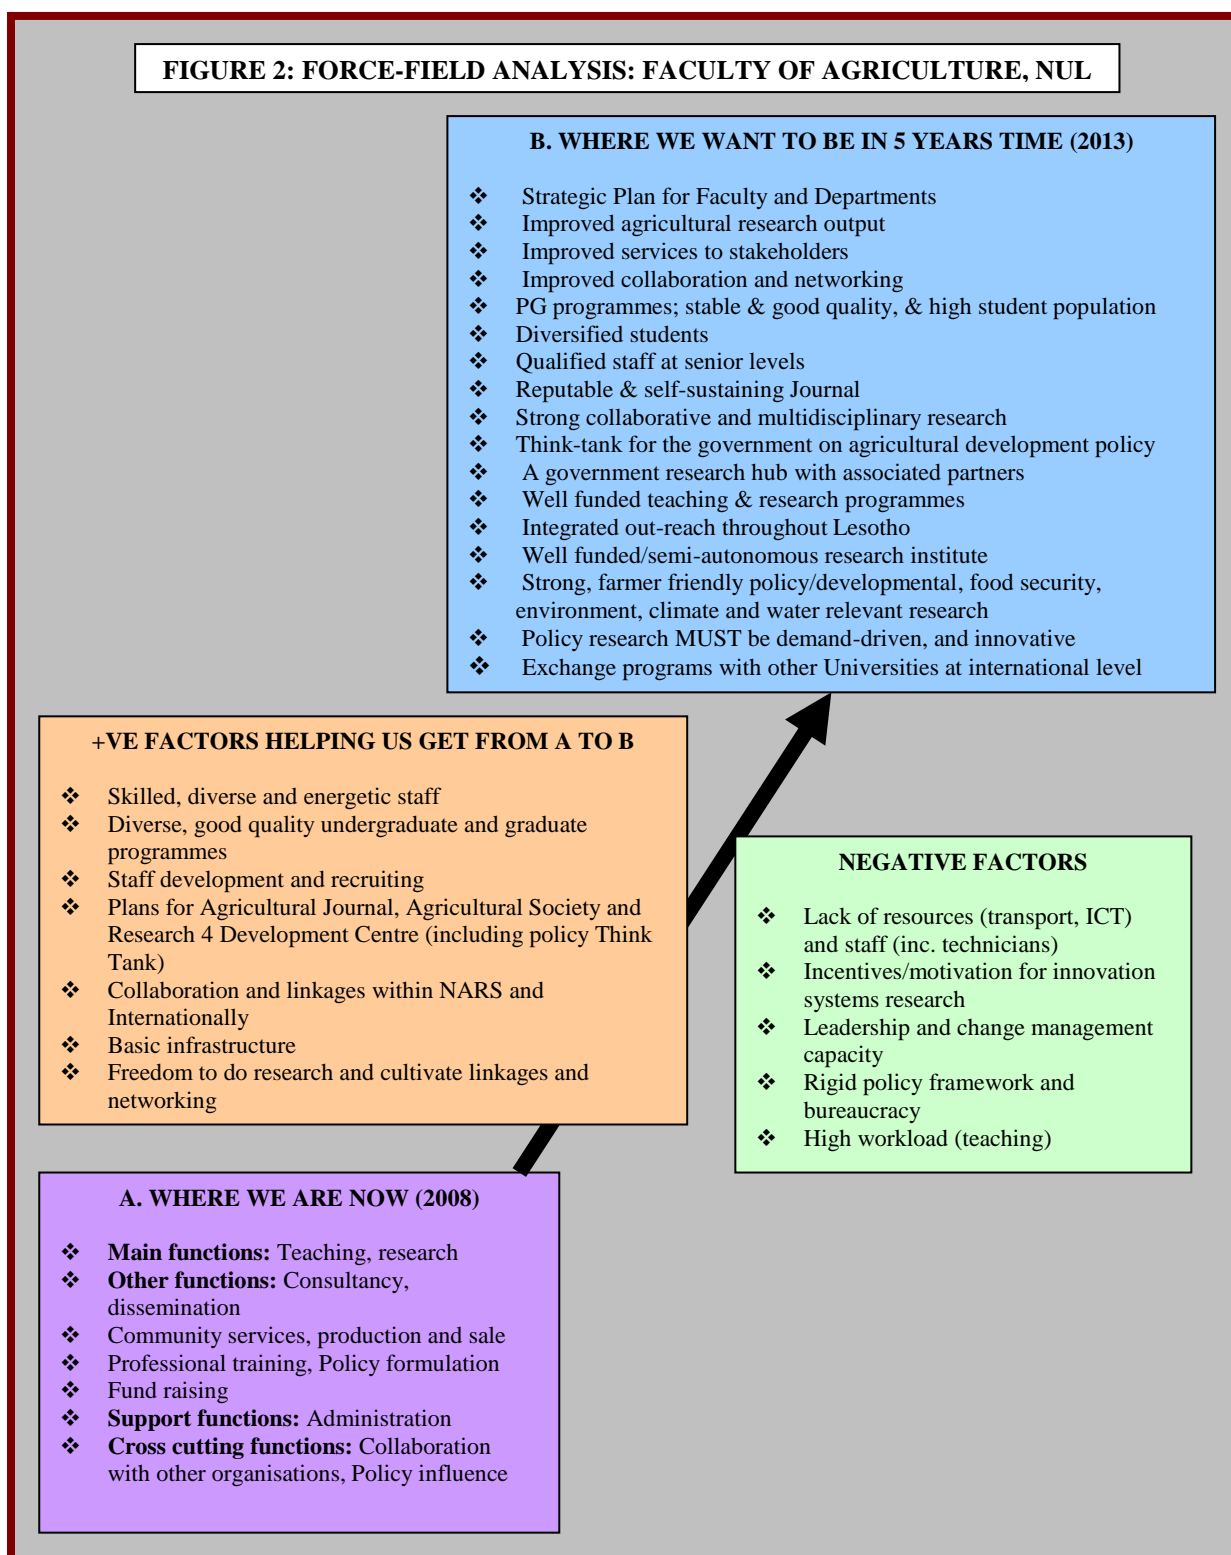 FIGURE 2: FORCE-FIELD ANALYSIS: FACULTY OF AGRICULTURE, NUL
B. WHERE WE WANT TO BE IN 5 YEARS TIME (2013)
❖ Strategic Plan for Faculty and Departments
❖ Improved agricultural research output
❖ Improved services to stakeholders
❖ Improved collaboration and networking
❖ PG programmes; stable & good quality, & high student population
❖ Diversified students
❖ Qualified staff at senior levels
❖ Reputable & self-sustaining Journal
❖ Strong collaborative and multidisciplinary research
❖ Think-tank for the government on agricultural development policy
❖ A government research hub with associated partners
❖ Well funded teaching & research programmes
❖ Integrated out-reach throughout Lesotho
❖ Well funded/semi-autonomous research institute
❖ Strong, farmer friendly policy/developmental, food security,
environment, climate and water relevant research
❖ Policy research MUST be demand-driven, and innovative
❖ Exchange programs with other Universities at international level
+VE FACTORS HELPING US GET FROM A TO B
❖ Skilled, diverse and energetic staff
❖ Diverse, good quality undergraduate and graduate
programmes
❖ Staff development and recruiting
❖ Plans for Agricultural Journal, Agricultural Society and
Research 4 Development Centre (including policy Think
Tank)
❖ Collaboration and linkages within NARS and
Internationally
❖ Basic infrastructure
❖ Freedom to do research and cultivate linkages and
networking
NEGATIVE FACTORS
❖ Lack of resources (transport, ICT)
and staff (inc. technicians)
❖ Incentives/motivation for innovation
systems research
❖ Leadership and change management
capacity
❖ Rigid policy framework and
bureaucracy
❖ High workload (teaching)
A. WHERE WE ARE NOW (2008)
❖ Main functions: Teaching, research
❖ Other functions: Consultancy,
dissemination
❖ Community services, production and sale
❖ Professional training, Policy formulation
❖ Fund raising
❖ Support functions: Administration
❖ Cross cutting functions: Collaboration
with other organisations, Policy influence